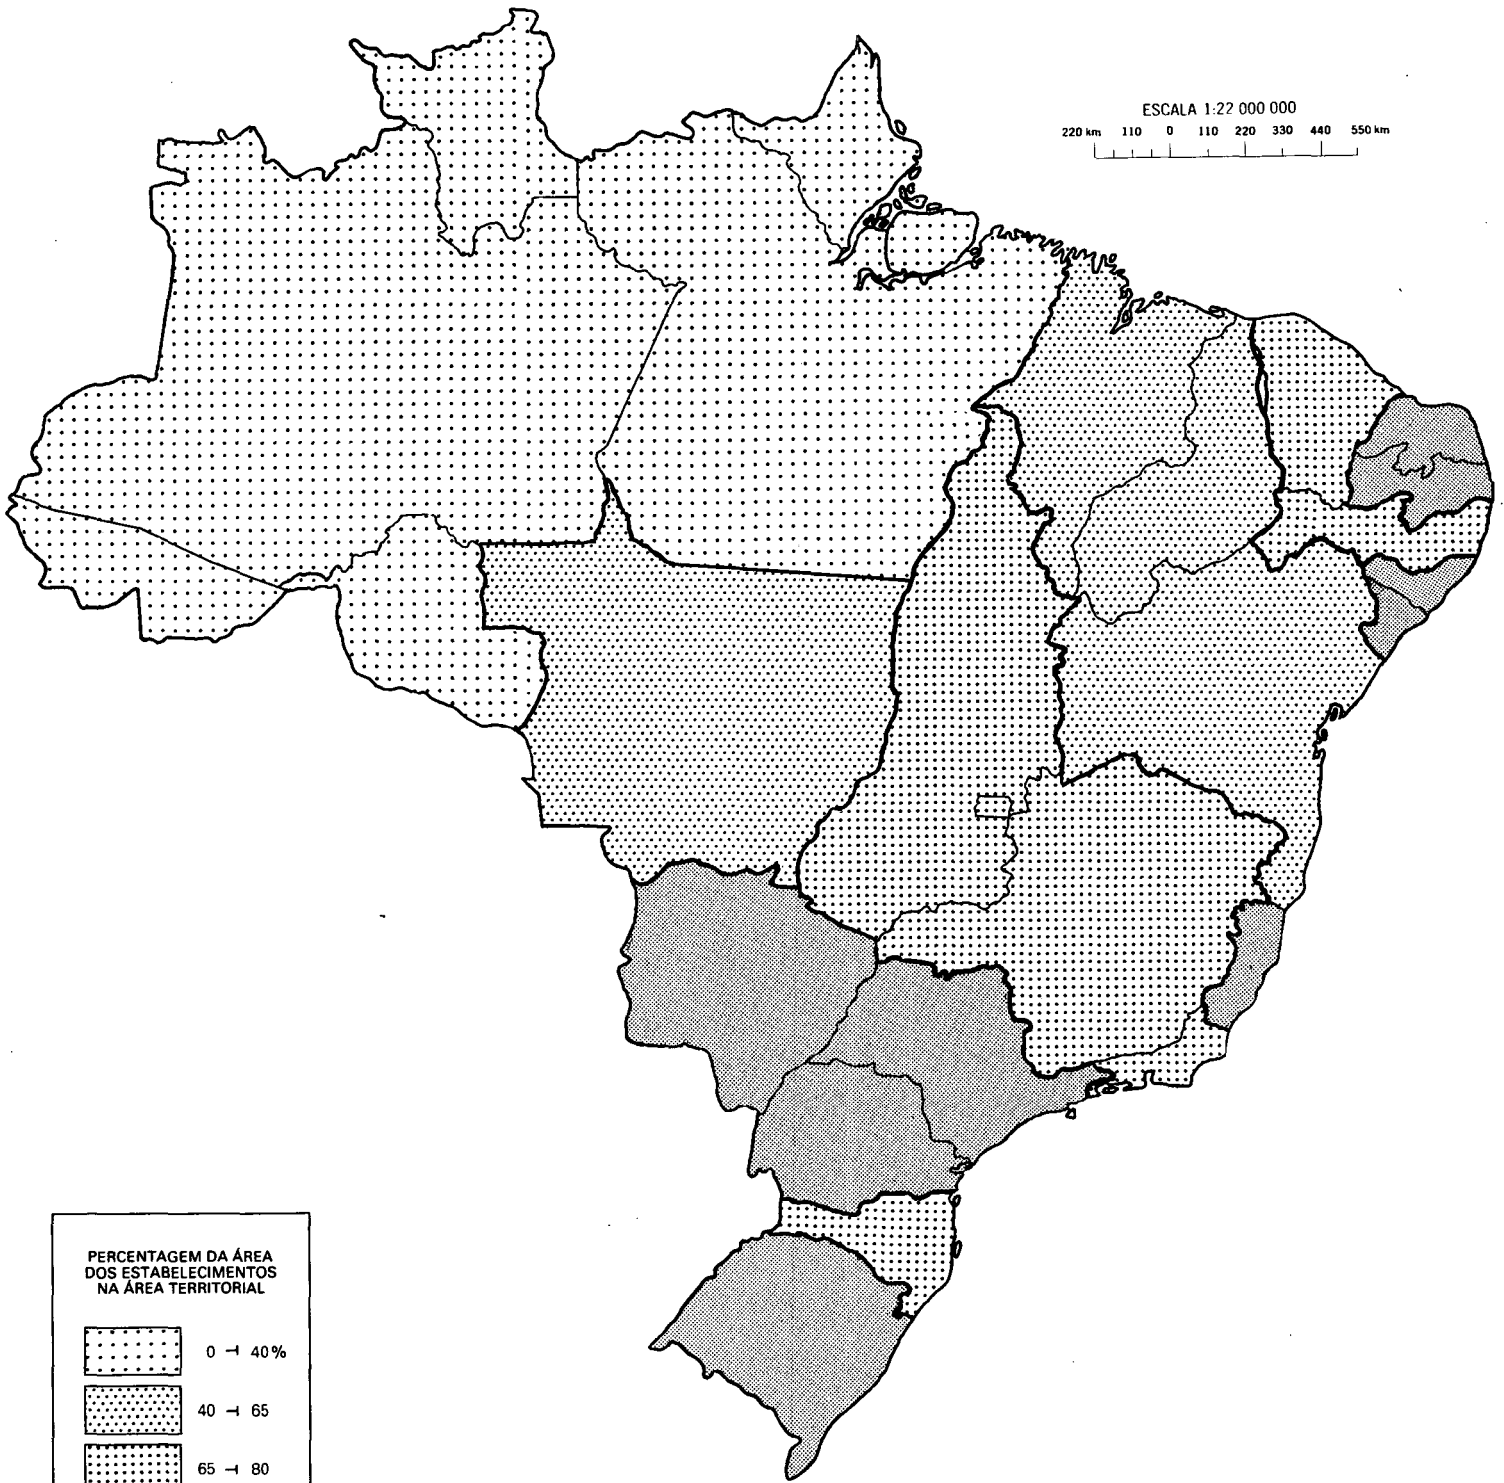 ESCALA 1:22 000 000
220 km 110 0 110 220 330 440 550 km
PERCENTAGEM DA ÁREA
DOS ESTABELECIMENTOS
NA ÁREA TERRITORIAL
0 ⊣ 40%
40 ⊣ 65
65 ⊣ 80